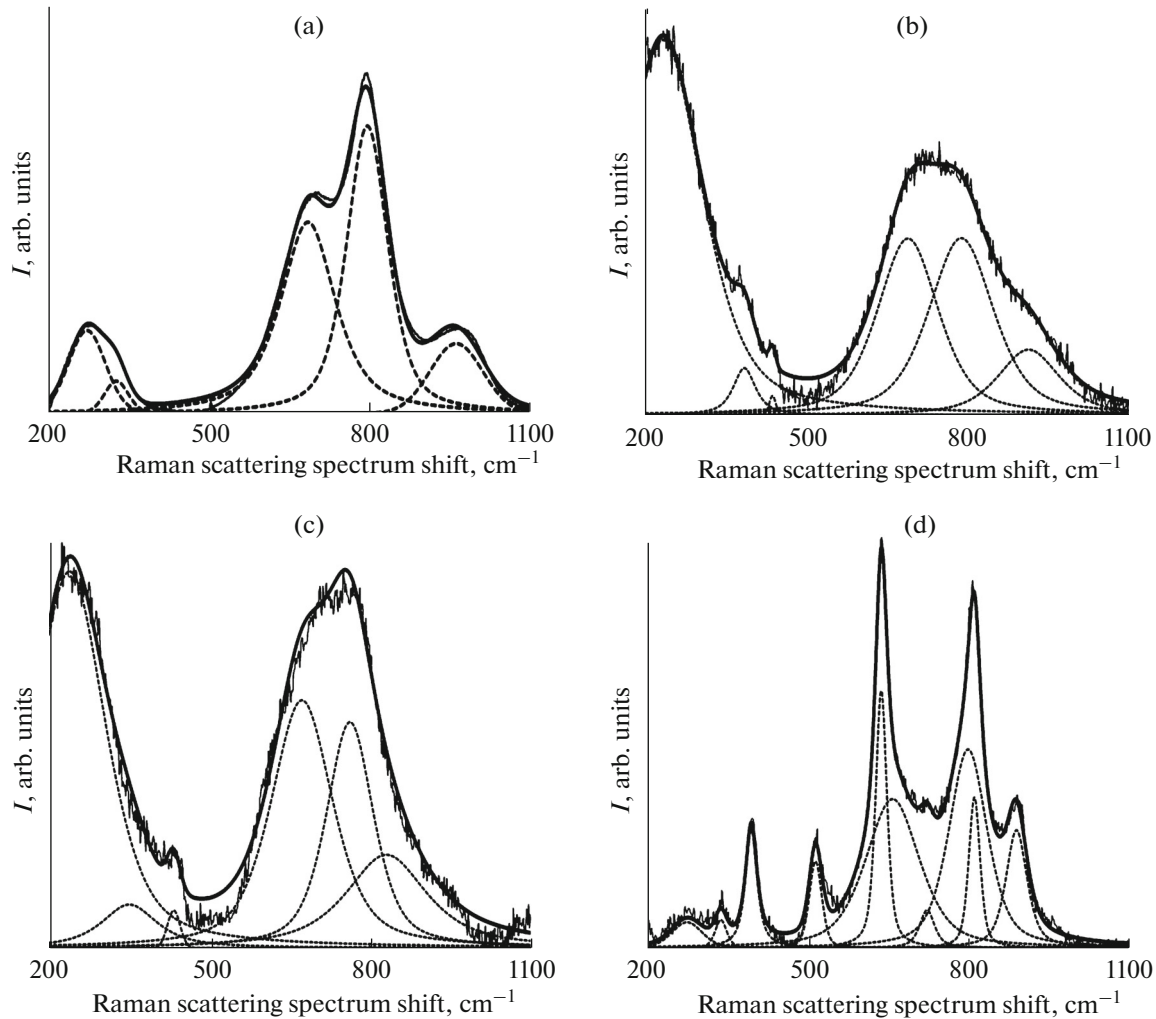 (a)
I, arb. units
200 500 800 1100
Raman scattering spectrum shift, cm−1
(b)
I, arb. units
200 500 800 1100
Raman scattering spectrum shift, cm−1
(c)
I, arb. units
200 500 800 1100
Raman scattering spectrum shift, cm−1
(d)
I, arb. units
200 500 800 1100
Raman scattering spectrum shift, cm−1